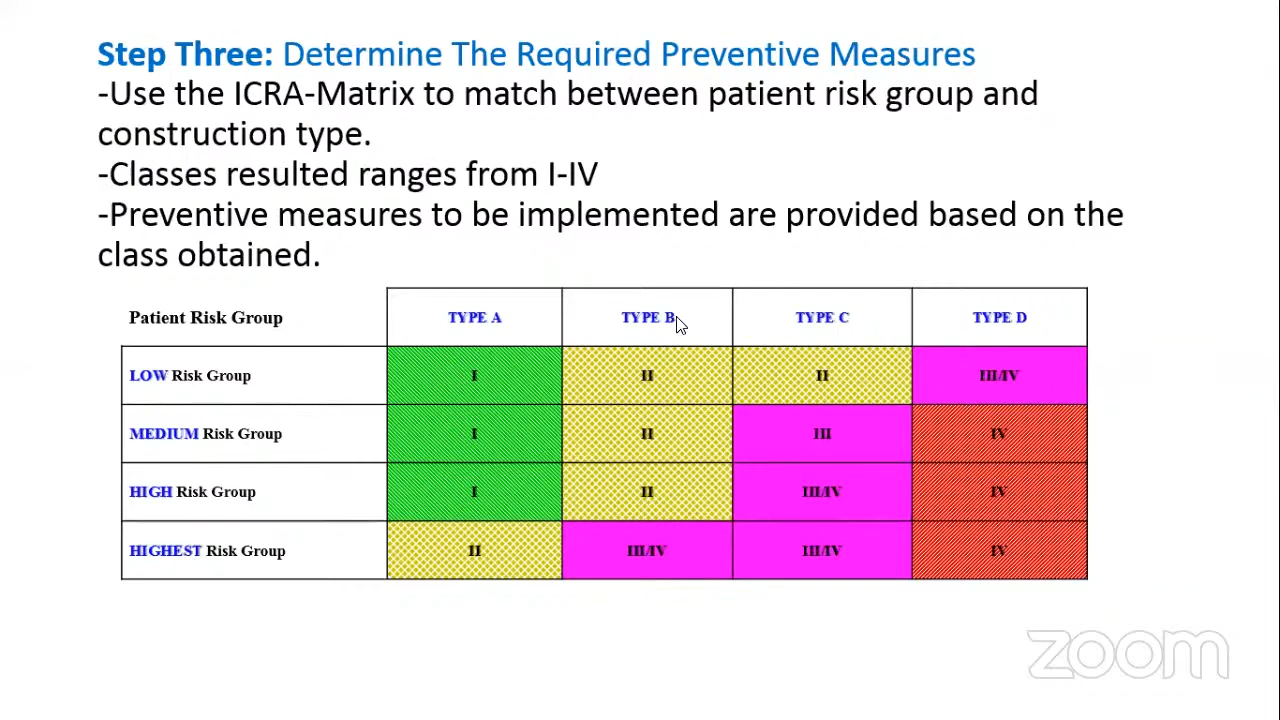 Step Three: Determine The Required Preventive Measures
-Use the ICRA-Matrix to match between patient risk group and
construction type.
-Classes resulted ranges from I-IV
-Preventive measures to be implemented are provided based on the
class obtained.
Patient Risk Group TYPE A TYPE B TYPE C TYPE D
LOW Risk Group I II II III/IV
MEDIUM Risk Group I II III IV
HIGH Risk Group I II III/IV IV
HIGHEST Risk Group II III/IV III/IV IV
zoom